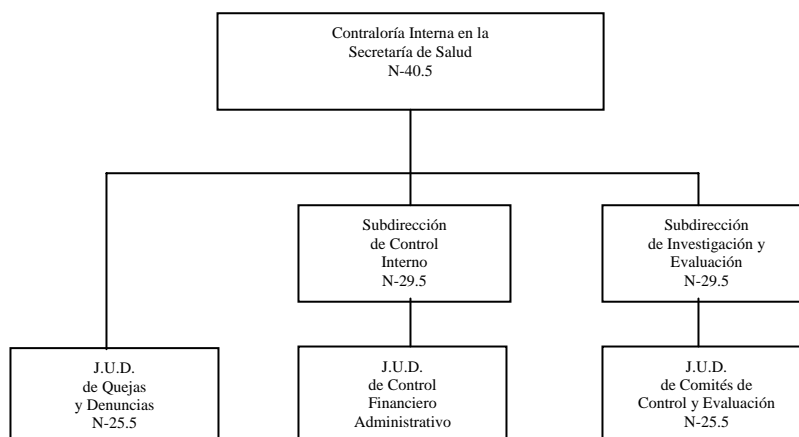 Contraloría Interna en la
Secretaría de Salud
N-40.5
Subdirección
de Control
Interno
N-29.5
Subdirección
de Investigación y
Evaluación
N-29.5
J.U.D.
de Quejas
y Denuncias
N-25.5
J.U.D.
de Control
Financiero
Administrativo
J.U.D.
de Comités de
Control y Evaluación
N-25.5